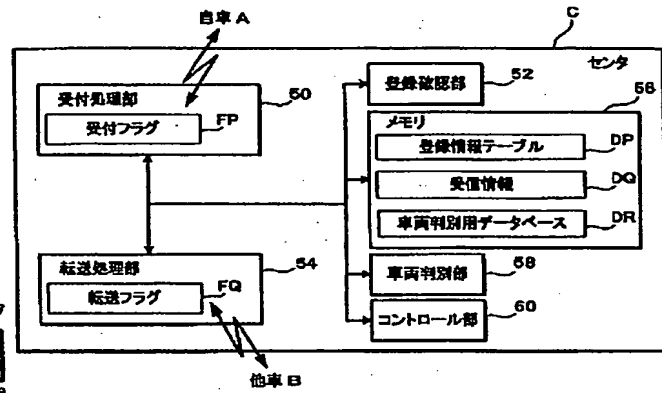 自車A
C
センタ
受付処理部
50
受付フラグ
FP
登録確認部
52
56
メモリ
登録情報テーブル
DP
受信情報
DQ
車両判別用データベース
DR
転送処理部
54
転送フラグ
FQ
車両判別部
58
コントロール部
60
他車B